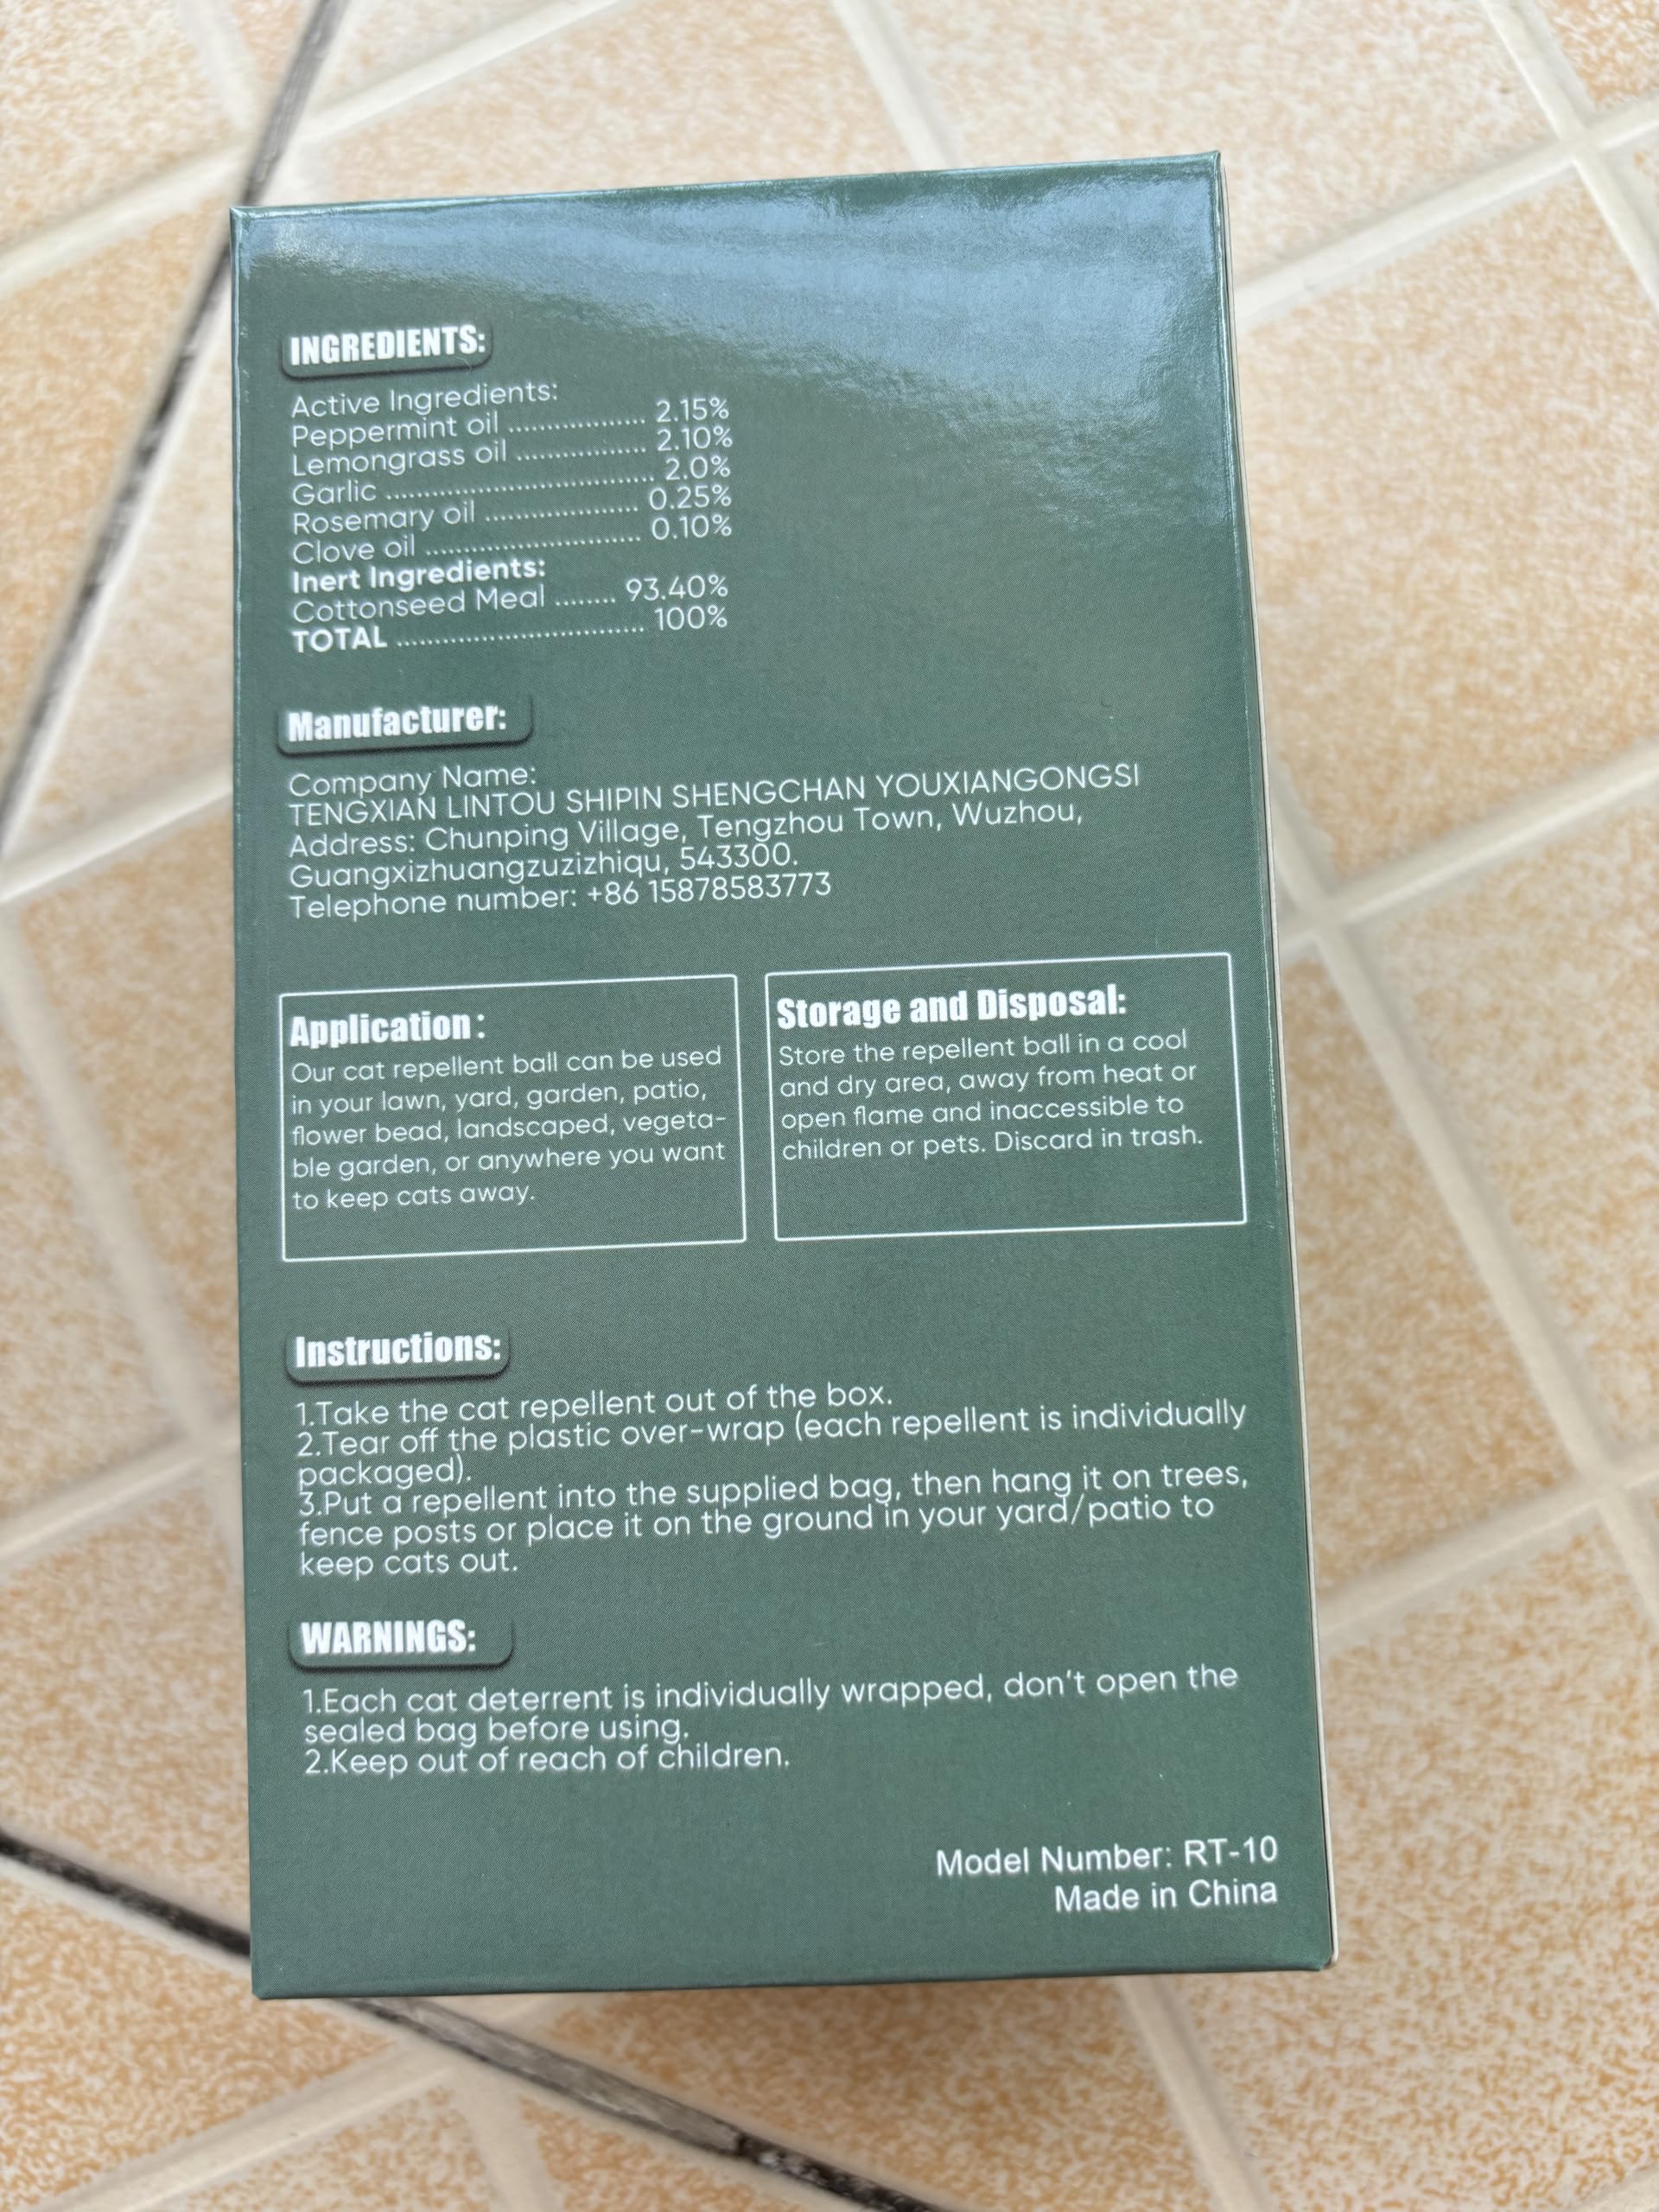 INGREDIENTS:
Active Ingredients:
Peppermint oil .................. 2.15%
Lemongrass oil ................. 2.10%
Garlic ................................... 2.0%
Rosemary oil .................... 0.25%
Clove oil ............................ 0.10%
Inert Ingredients:
Cottonseed Meal ........ 93.40%
TOTAL ................................ 100%
Manufacturer:
Company Name:
TENGXIAN LINTOU SHIPIN SHENGCHAN YOUXIANGONGSI
Address: Chunping Village, Tengzhou Town, Wuzhou,
Guangxizhuangzuzizhiqu, 543300.
Telephone number: +86 15878583773
Application :
Our cat repellent ball can be used
in your lawn, yard, garden, patio,
flower bead, landscaped, vegeta-
ble garden, or anywhere you want
to keep cats away.
Storage and Disposal:
Store the repellent ball in a cool
and dry area, away from heat or
open flame and inaccessible to
children or pets. Discard in trash.
Instructions:
1.Take the cat repellent out of the box.
2.Tear off the plastic over-wrap (each repellent is individually
packaged).
3.Put a repellent into the supplied bag, then hang it on trees,
fence posts or place it on the ground in your yard/patio to
keep cats out.
WARNINGS:
1.Each cat deterrent is individually wrapped, don't open the
sealed bag before using.
2.Keep out of reach of children.
Model Number: RT-10
Made in China